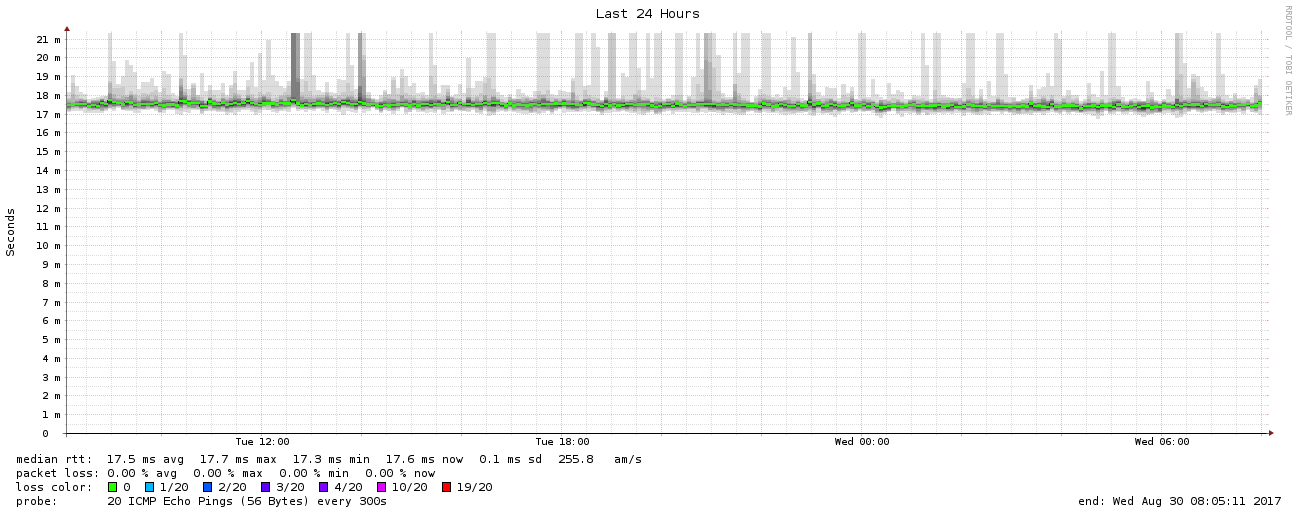 Last 24 Hours
RRDTOOL / TOBI OETIKER
Seconds
21 m
20 m
19 m
18 m
17 m
16 m
15 m
14 m
13 m
12 m
11 m
10 m
9 m
8 m
7 m
6 m
5 m
4 m
3 m
2 m
1 m
0
Tue 12:00 Tue 18:00 Wed 00:00 Wed 06:00
median rtt: 17.5 ms avg 17.7 ms max 17.3 ms min 17.6 ms now 0.1 ms sd 255.8 am/s
packet loss: 0.00 % avg 0.00 % max 0.00 % min 0.00 % now
loss color: 0 1/20 2/20 3/20 4/20 10/20 19/20
probe: 20 ICMP Echo Pings (56 Bytes) every 300s end: Wed Aug 30 08:05:11 2017